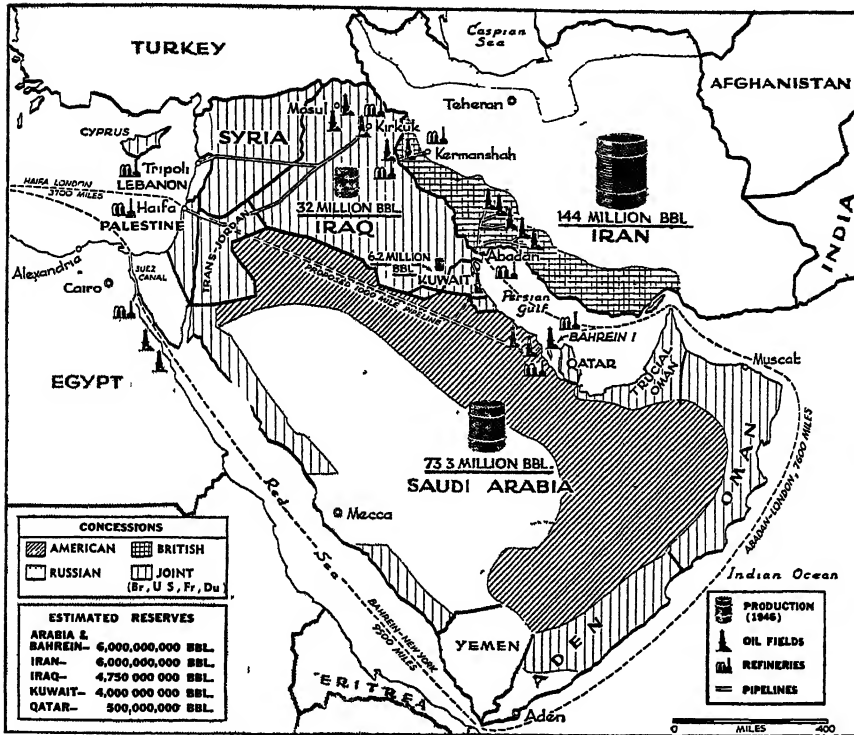 Caspian
Sea
TURKEY
AFGHANISTAN
Teheran
Mosul
Kirkuk
CYPRUS
SYRIA
Kermanshah
Tripoli
LEBANON
HAIFA LONDON
3700 MILES
Haifa
PALESTINE
TRANS-JORDAN
32 MILLION BBL
IRAQ
144 MILLION BBL
IRAN
INDIA
Alexandria
SUEZ
CANAL
Cairo
6.2 MILLION
BBL
KUWAIT
Abadan
Persian
Gulf
PROPOSED
MILE PIPELINE
BAHREIN I
QATAR
TRUCIAL
OMAN
Muscat
EGYPT
73 3 MILLION BBL.
SAUDI ARABIA
OMAN
ABADAN-LONDON, 7600 MILES
Red
Sea
Mecca
Indian Ocean
BAHREIN-NEW YORK
9500 MILES
YEMEN
ADEN
ERITREA
Aden
CONCESSIONS
AMERICAN BRITISH
RUSSIAN JOINT
(Br, U S, Fr, Du)
ESTIMATED RESERVES
ARABIA &
BAHREIN– 6,000,000,000 BBL.
IRAN– 6,000,000,000 BBL.
IRAQ– 4,750 000 000 BBL.
KUWAIT– 4,000 000 000 BBL.
QATAR– 500,000,000 BBL.
PRODUCTION
(1946)
OIL FIELDS
REFINERIES
PIPELINES
0 MILES 400